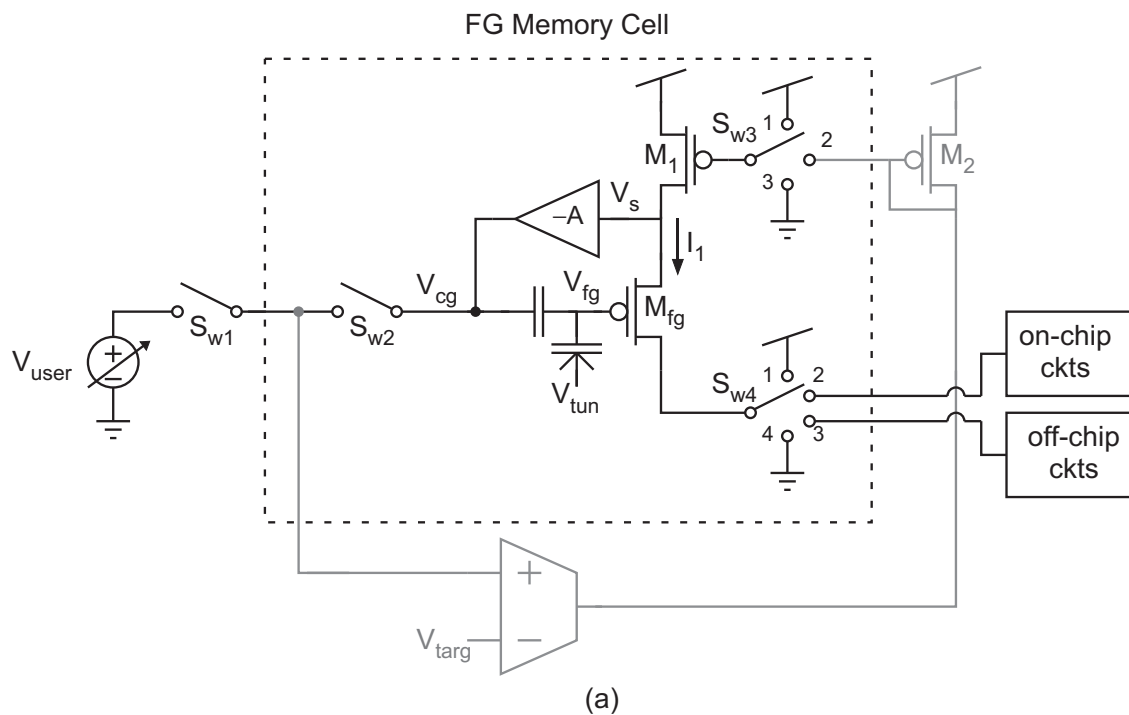 FG Memory Cell
S_w3
1
2
3
M_1
M_2
–A
V_s
I_1
V_cg
V_fg
M_fg
S_w1
S_w2
V_user
+
−
V_tun
S_w4
1
2
3
4
on-chip
ckts
off-chip
ckts
+
−
V_targ
(a)